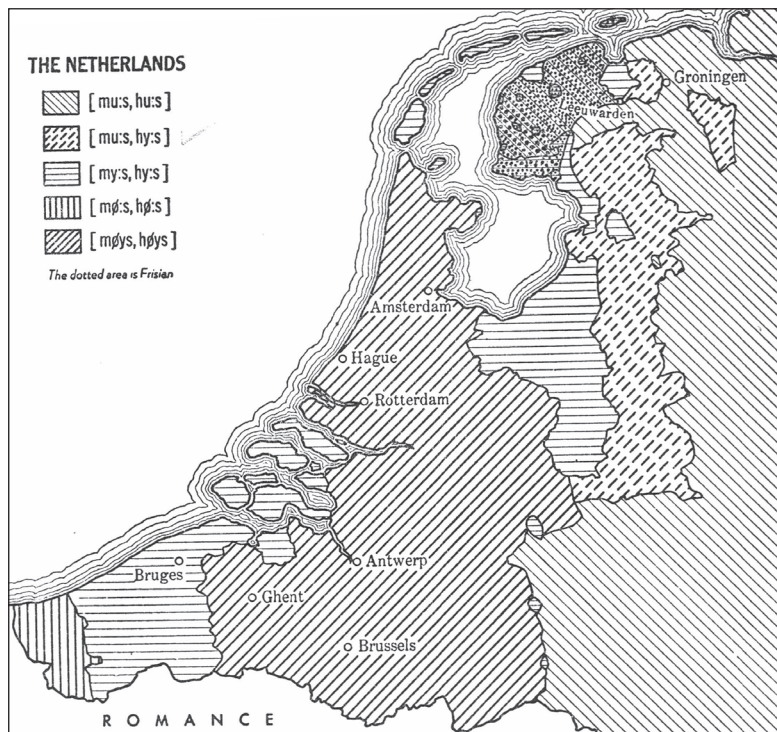 THE NETHERLANDS
[mu:s, hu:s]
[mu:s, hy:s]
[my:s, hy:s]
[mø:s, hø:s]
[møys, høys]
The dotted area is Frisian
Groningen
Leeuwarden
Amsterdam
Hague
Rotterdam
Antwerp
Bruges
Ghent
Brussels
ROMANCE